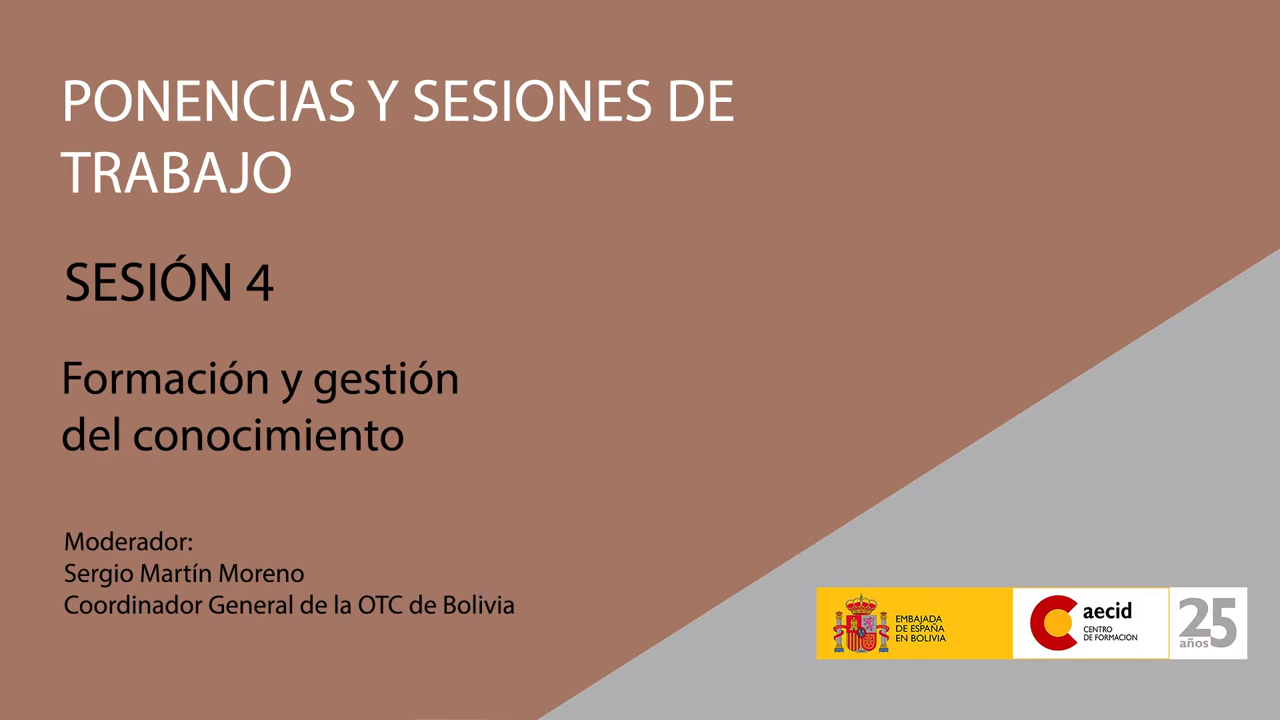 PONENCIAS Y SESIONES DE
TRABAJO
SESIÓN 4
Formación y gestión
del conocimiento
Moderador:
Sergio Martín Moreno
Coordinador General de la OTC de Bolivia
EMBAJADA
DE ESPAÑA
EN BOLIVIA
aecid
CENTRO
DE FORMACION
25
años